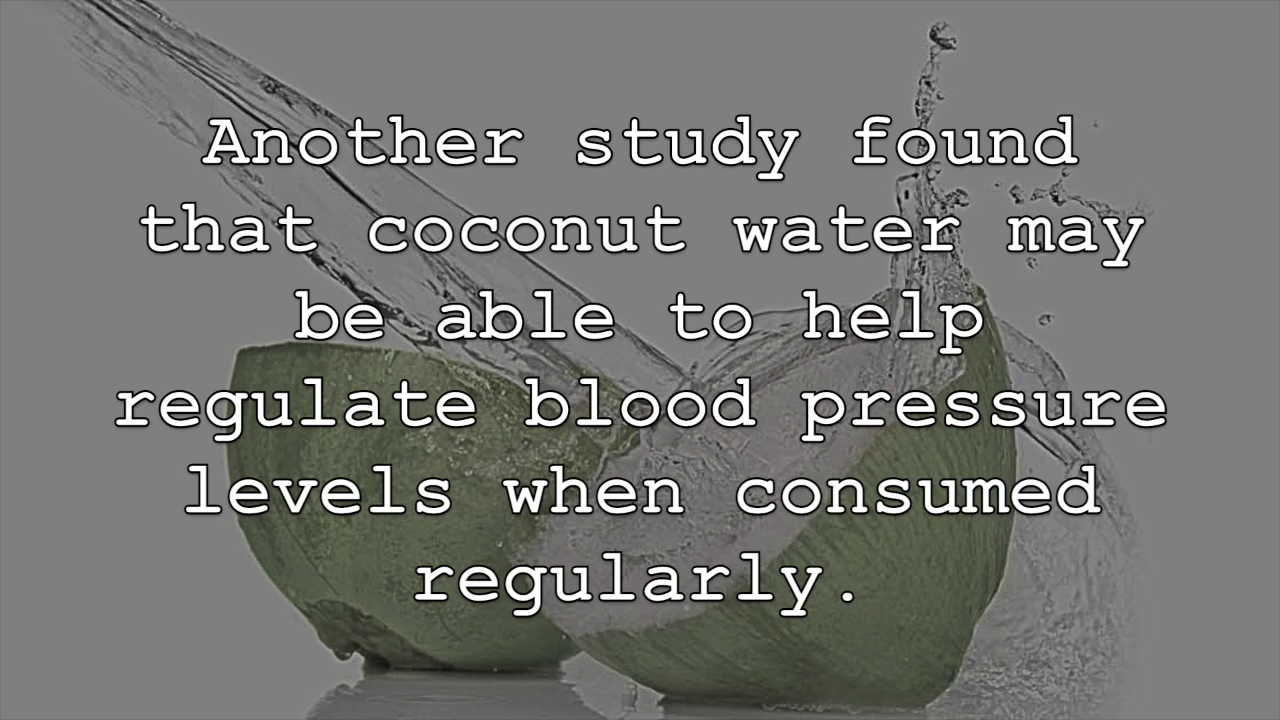 Another study found
that coconut water may
be able to help
regulate blood pressure
levels when consumed
regularly.